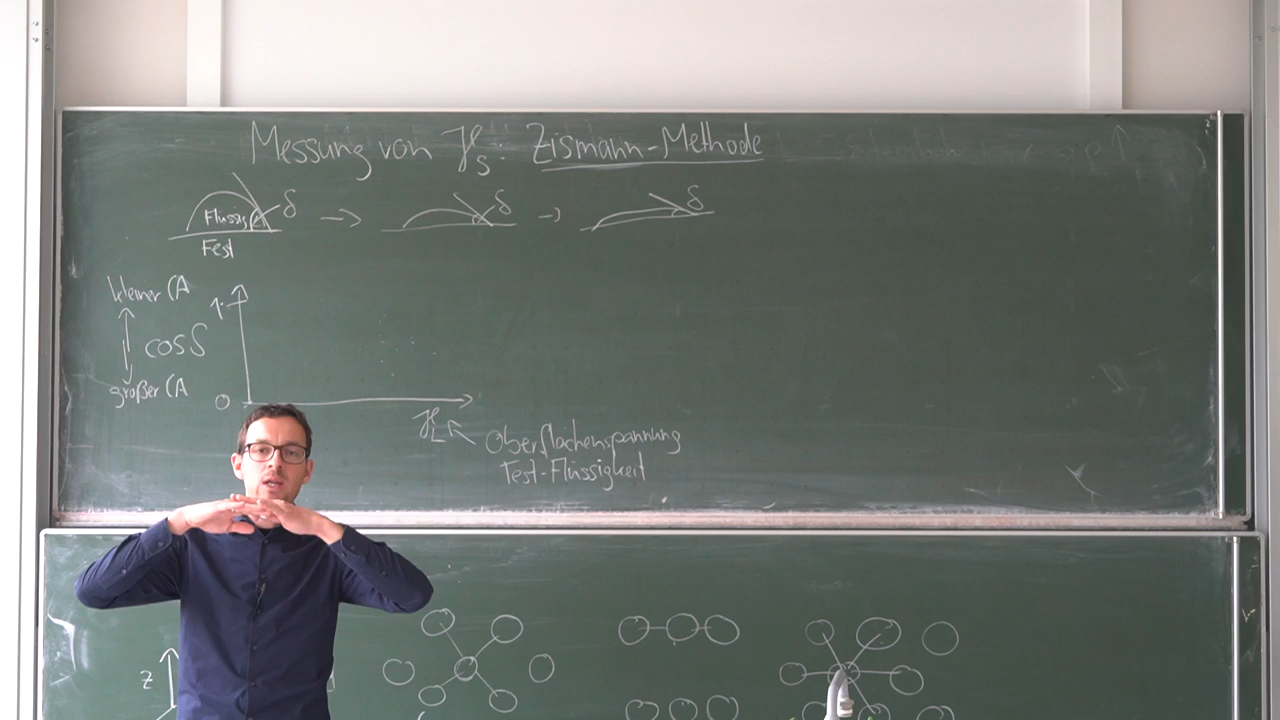 Messung von γs: Zismann-Methode
Flüssig δ → δ → δ
Fest
kleiner CA
1
cos δ
großer CA
0
γL
Oberflächenspannung
Test-Flüssigkeit
z